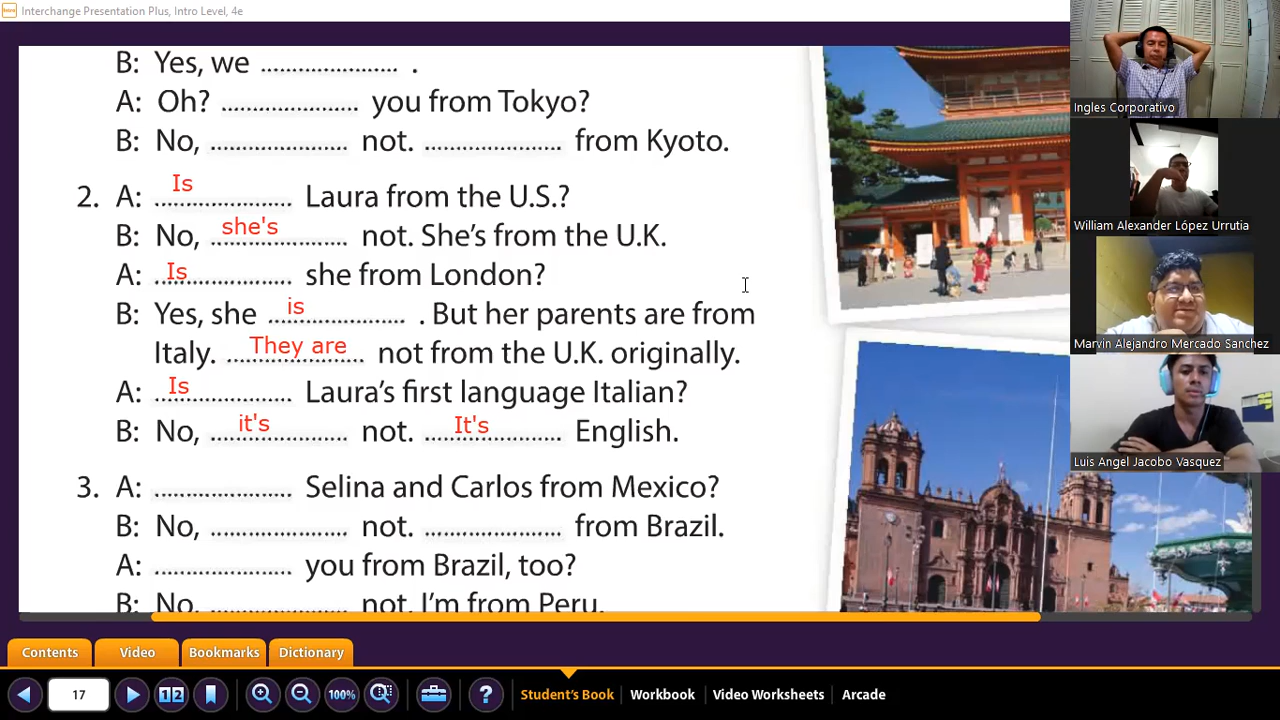 Interchange Presentation Plus, Intro Level, 4e
B: Yes, we .................... .
A: Oh? .................... you from Tokyo?
B: No, .................... not. .................... from Kyoto.
2. A: Is Laura from the U.S.?
B: No, she's not. She's from the U.K.
A: Is she from London?
B: Yes, she is . But her parents are from
Italy. They are not from the U.K. originally.
A: Is Laura's first language Italian?
B: No, it's not. It's English.
3. A: .................... Selina and Carlos from Mexico?
B: No, .................... not. .................... from Brazil.
A: .................... you from Brazil, too?
B: No, .................... not. I'm from Peru.
Ingles Corporativo
William Alexander López Urrutia
Marvin Alejandro Mercado Sanchez
Luis Angel Jacobo Vasquez
Contents Video Bookmarks Dictionary
17 1 2 100% ? Student's Book Workbook Video Worksheets Arcade